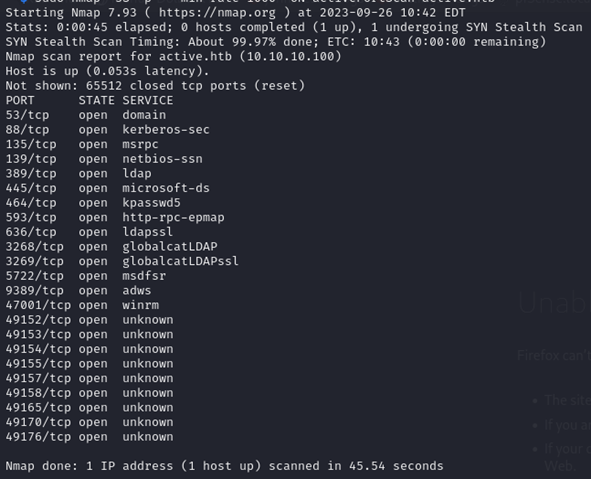 Starting Nmap 7.93 ( https://nmap.org ) at 2023-09-26 10:42 EDT
Stats: 0:00:45 elapsed; 0 hosts completed (1 up), 1 undergoing SYN Stealth Scan
SYN Stealth Scan Timing: About 99.97% done; ETC: 10:43 (0:00:00 remaining)
Nmap scan report for active.htb (10.10.10.100)
Host is up (0.053s latency).
Not shown: 65512 closed tcp ports (reset)
PORT STATE SERVICE
53/tcp open domain
88/tcp open kerberos-sec
135/tcp open msrpc
139/tcp open netbios-ssn
389/tcp open ldap
445/tcp open microsoft-ds
464/tcp open kpasswd5
593/tcp open http-rpc-epmap
636/tcp open ldapssl
3268/tcp open globalcatLDAP
3269/tcp open globalcatLDAPssl
5722/tcp open msdfsr
9389/tcp open adws
47001/tcp open winrm
49152/tcp open unknown
49153/tcp open unknown
49154/tcp open unknown
49155/tcp open unknown
49157/tcp open unknown
49158/tcp open unknown
49165/tcp open unknown
49170/tcp open unknown
49176/tcp open unknown
Nmap done: 1 IP address (1 host up) scanned in 45.54 seconds
Unab
Firefox can'
The site
If you a
If your
Web.